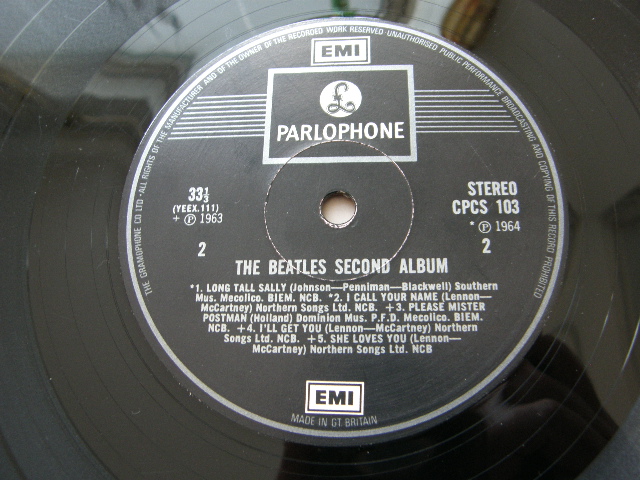 THE GRAMOPHONE CO LTD · ALL RIGHTS OF THE MANUFACTURER AND OF THE OWNER OF THE RECORDED WORK RESERVED · UNAUTHORISED PUBLIC PERFORMANCE BROADCASTING AND COPYING OF THIS RECORD PROHIBITED
EMI
£
PARLOPHONE
33⅓
(YEEX.111)
+ ℗ 1963
2
STEREO
CPCS 103
* ℗ 1964
2
THE BEATLES SECOND ALBUM
*1. LONG TALL SALLY (Johnson—Penniman—Blackwell) Southern
Mus. Mecolico. BIEM. NCB. *2. I CALL YOUR NAME (Lennon—
McCartney) Northern Songs Ltd. NCB. +3. PLEASE MISTER
POSTMAN (Holland) Dominion Mus. P.F.D. Mecolico. BIEM.
NCB. +4. I'LL GET YOU (Lennon—McCartney) Northern
Songs Ltd. NCB. +5. SHE LOVES YOU (Lennon—
McCartney) Northern Songs Ltd. NCB
EMI
MADE IN GT BRITAIN